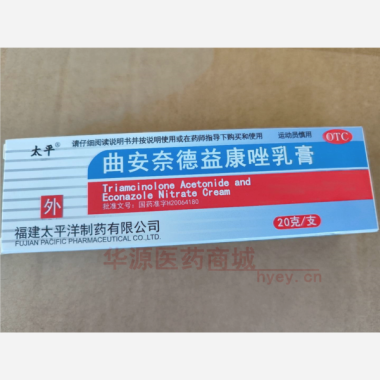 请仔细阅读说明书并按说明使用或在药师指导下购买和使用
运动员慎用
太平®
OTC
曲安奈德益康唑乳膏
Triamcinolone Acetonide and
Econazole Nitrate Cream
批准文号：国药准字H20064180
外
20克/支
福建太平洋制药有限公司
FUJIAN PACIFIC PHARMACEUTICAL CO.,LTD.
华源医药商城
hyey.cn